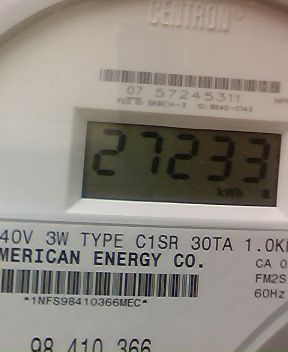 CENTRON®
07 57245311
27233
kWh
40V 3W TYPE C1SR 30TA 1.0K
MERICAN ENERGY CO.
CA 0
FM2S
*1NFS98410366MEC*
60Hz
98 410 366